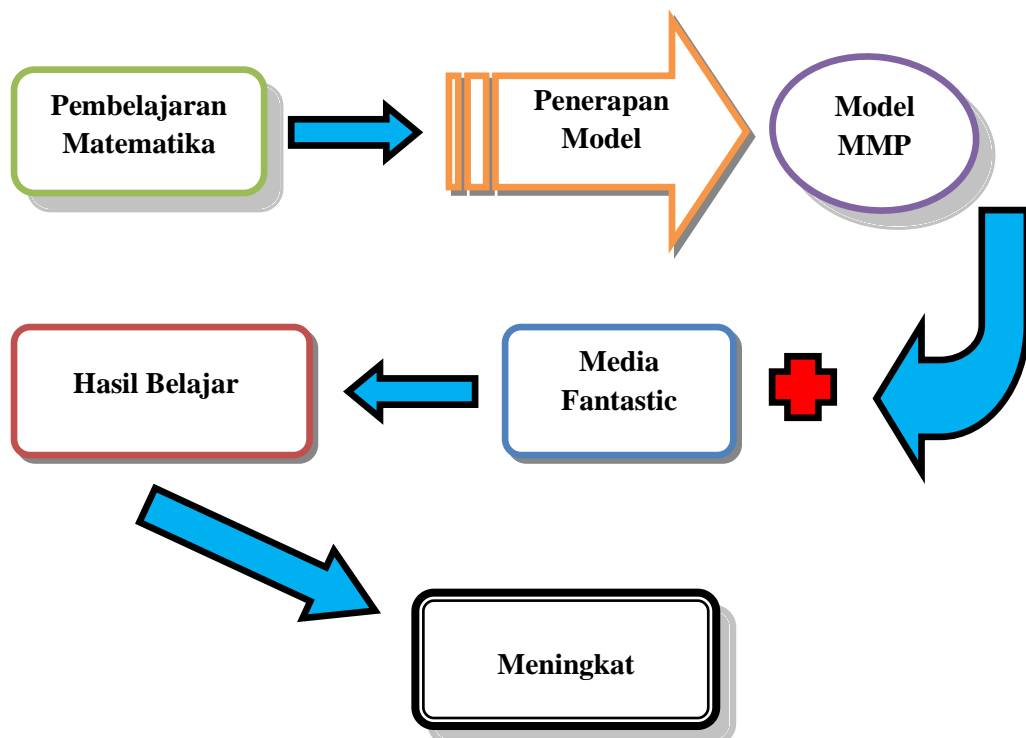 Pembelajaran
Matematika
Penerapan
Model
Model
MMP
Hasil Belajar
Media
Fantastic
Meningkat